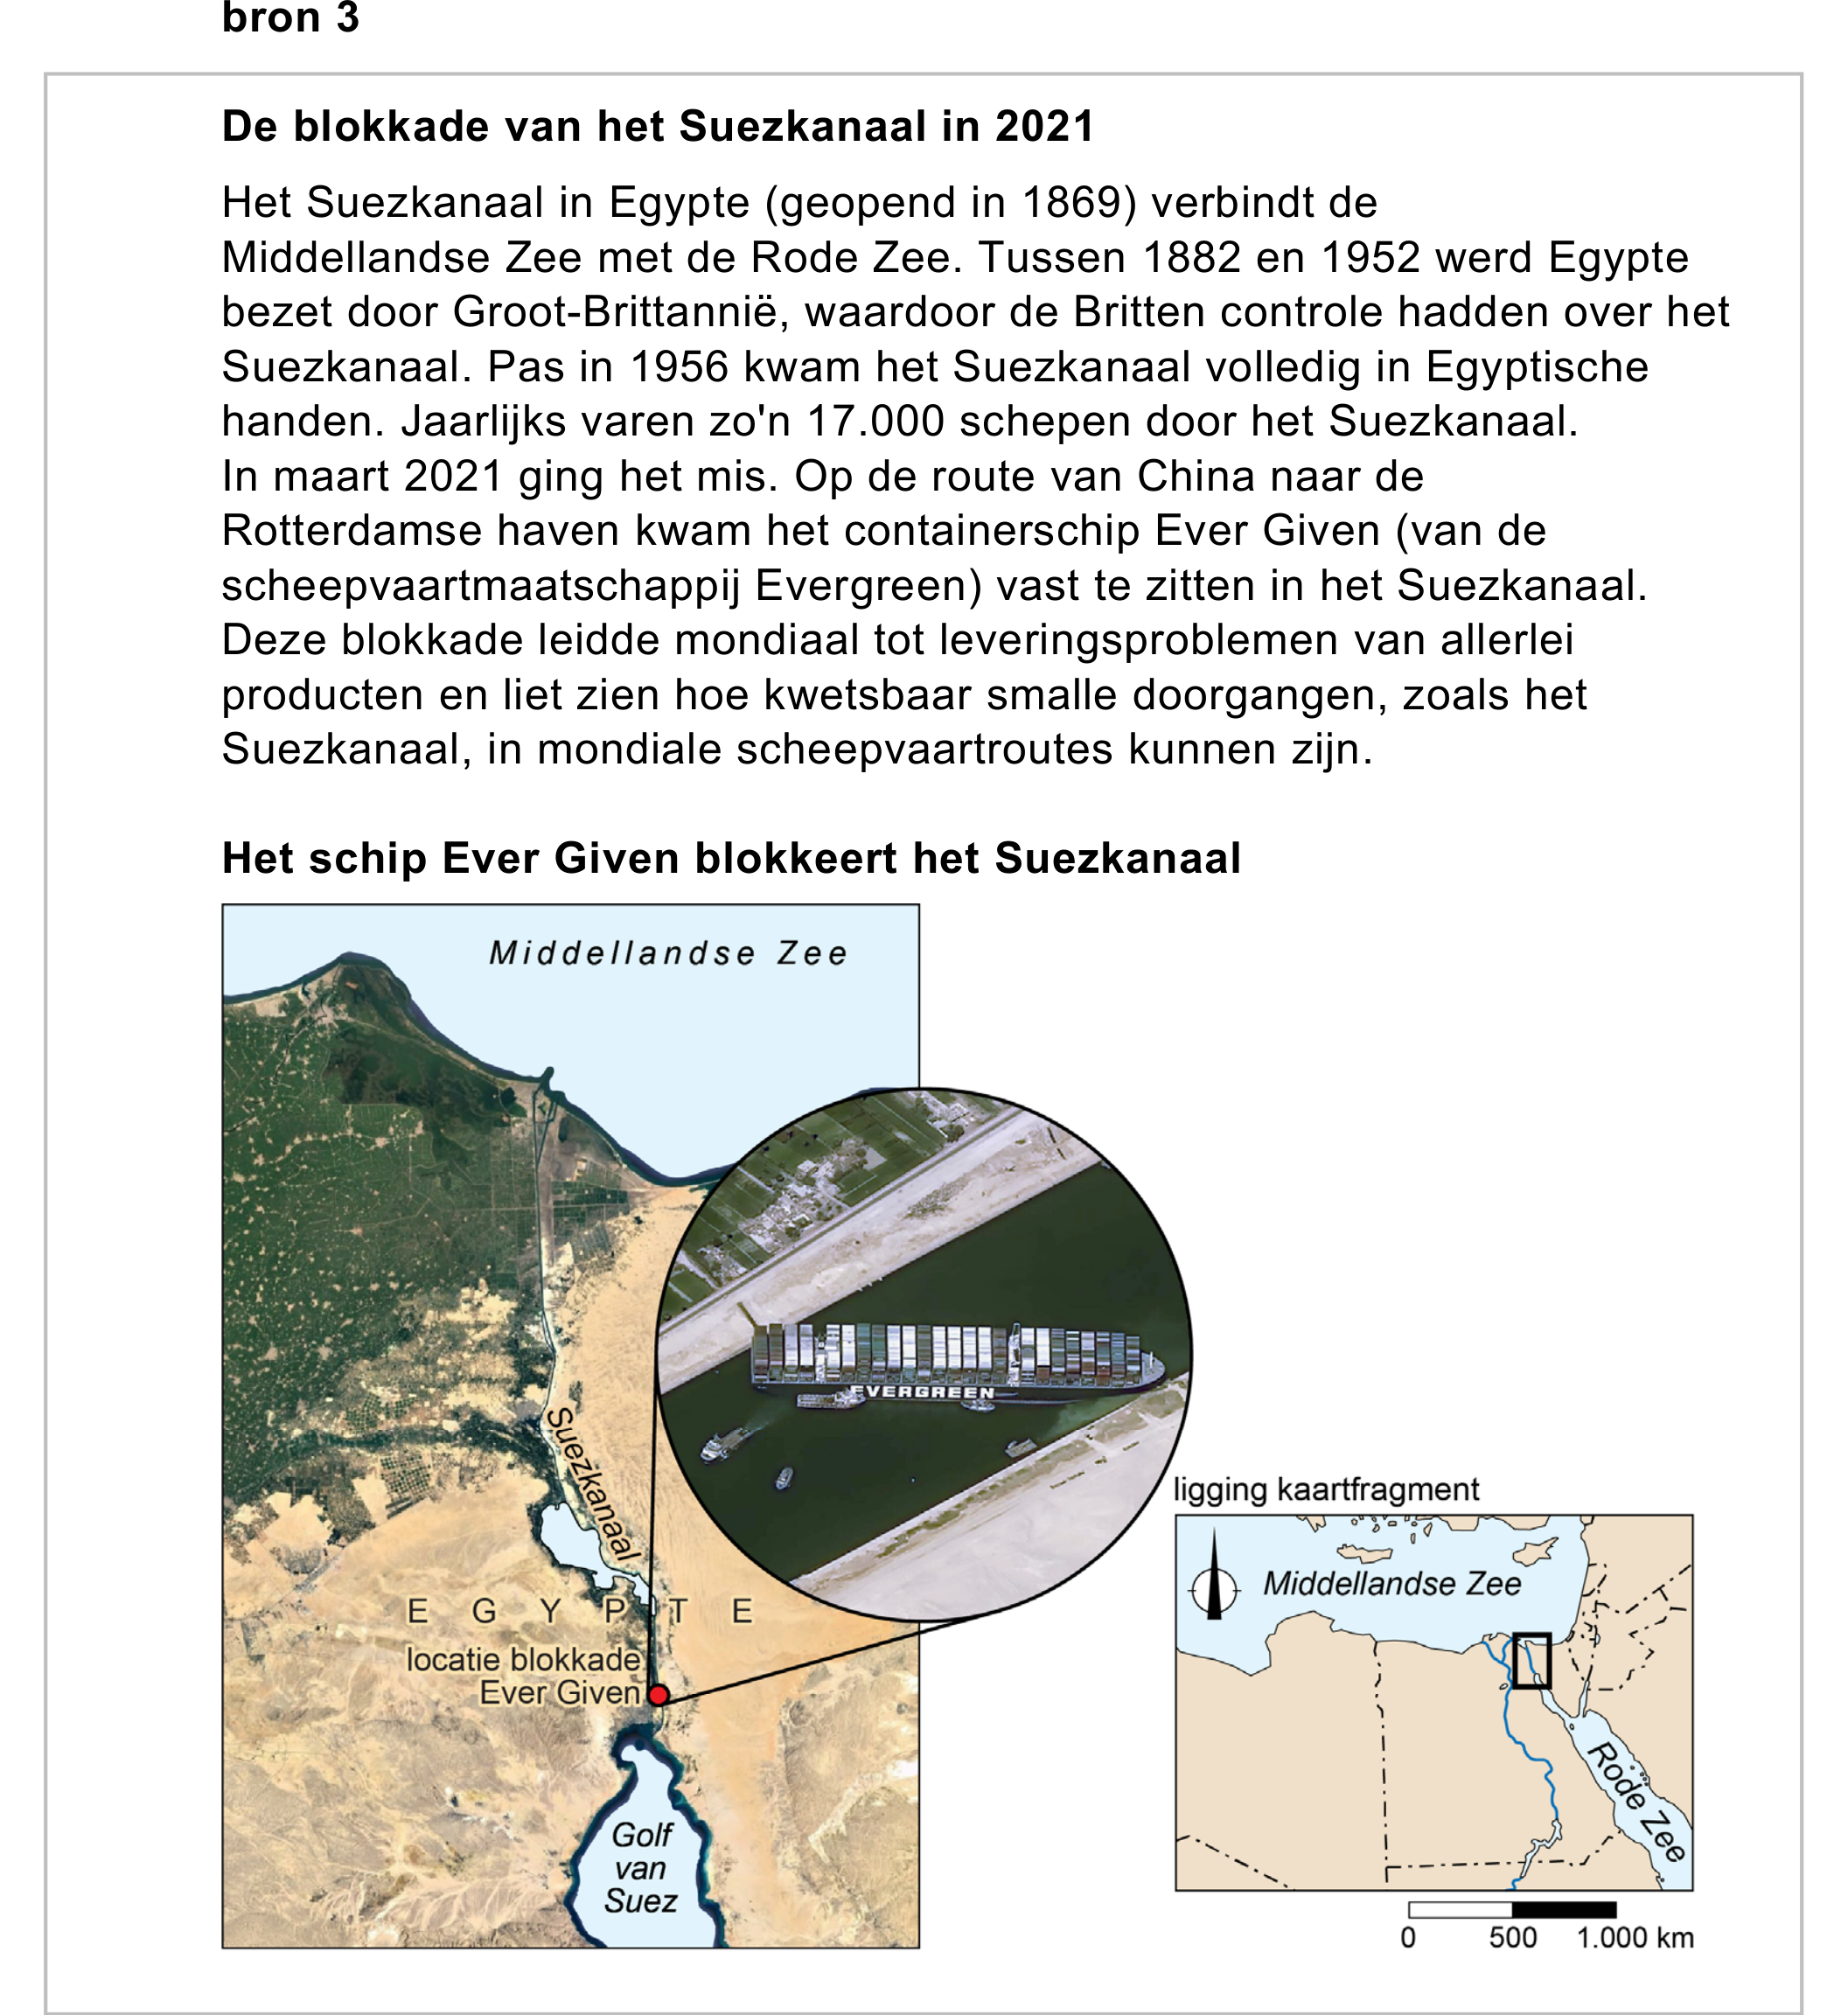 bron 3
De blokkade van het Suezkanaal in 2021
Het Suezkanaal in Egypte (geopend in 1869) verbindt de
Middellandse Zee met de Rode Zee. Tussen 1882 en 1952 werd Egypte
bezet door Groot-Brittannië, waardoor de Britten controle hadden over het
Suezkanaal. Pas in 1956 kwam het Suezkanaal volledig in Egyptische
handen. Jaarlijks varen zo'n 17.000 schepen door het Suezkanaal.
In maart 2021 ging het mis. Op de route van China naar de
Rotterdamse haven kwam het containerschip Ever Given (van de
scheepvaartmaatschappij Evergreen) vast te zitten in het Suezkanaal.
Deze blokkade leidde mondiaal tot leveringsproblemen van allerlei
producten en liet zien hoe kwetsbaar smalle doorgangen, zoals het
Suezkanaal, in mondiale scheepvaartroutes kunnen zijn.
Het schip Ever Given blokkeert het Suezkanaal
Middellandse Zee
EVERGREEN
Suezkanaal
EGYPTE
locatie blokkade
Ever Given
Golf
van
Suez
ligging kaartfragment
Middellandse Zee
Rode Zee
0 500 1.000 km